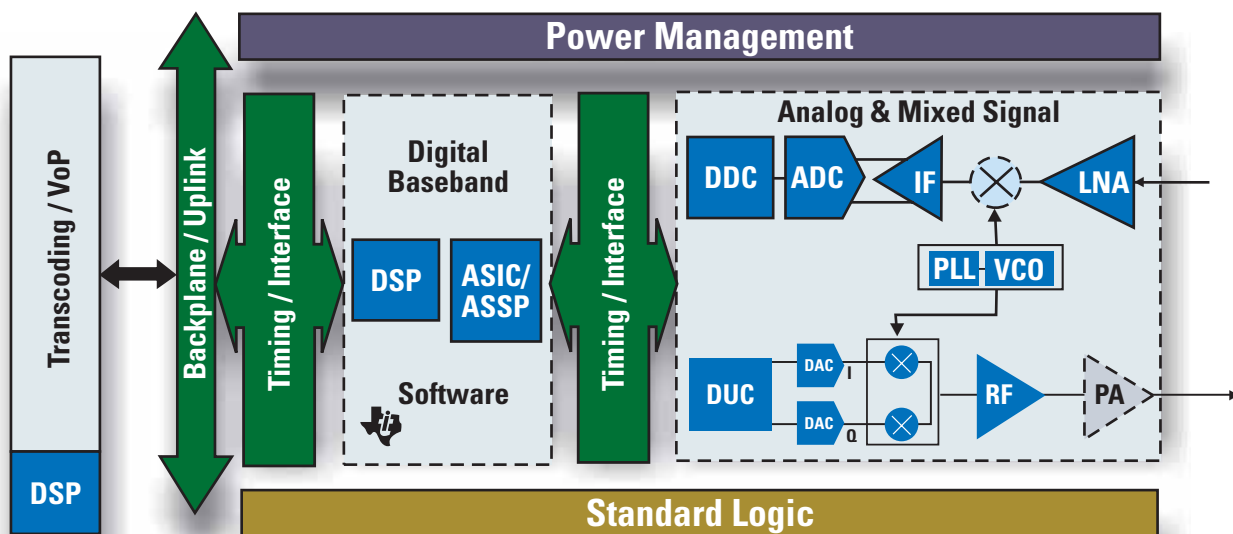 Power Management
Transcoding / VoP
DSP
Backplane / Uplink
Timing / Interface
Digital
Baseband
DSP
ASIC/
ASSP
Software
Timing / Interface
Analog & Mixed Signal
DDC
ADC
IF
LNA
PLL
VCO
DUC
DAC
I
DAC
Q
RF
PA
Standard Logic